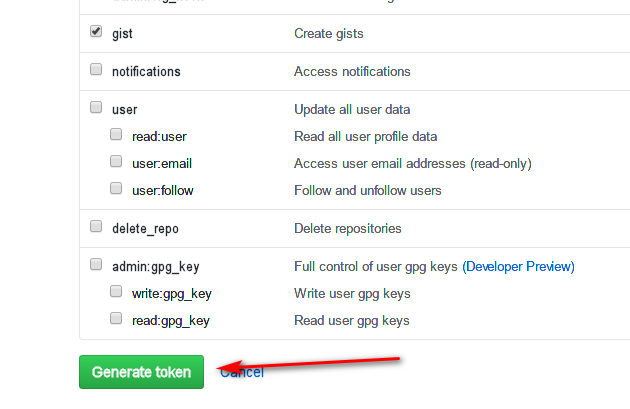 gist Create gists
notifications Access notifications
user Update all user data
read:user Read all user profile data
user:email Access user email addresses (read-only)
user:follow Follow and unfollow users
delete_repo Delete repositories
admin:gpg_key Full control of user gpg keys (Developer Preview)
write:gpg_key Write user gpg keys
read:gpg_key Read user gpg keys
Generate token Cancel